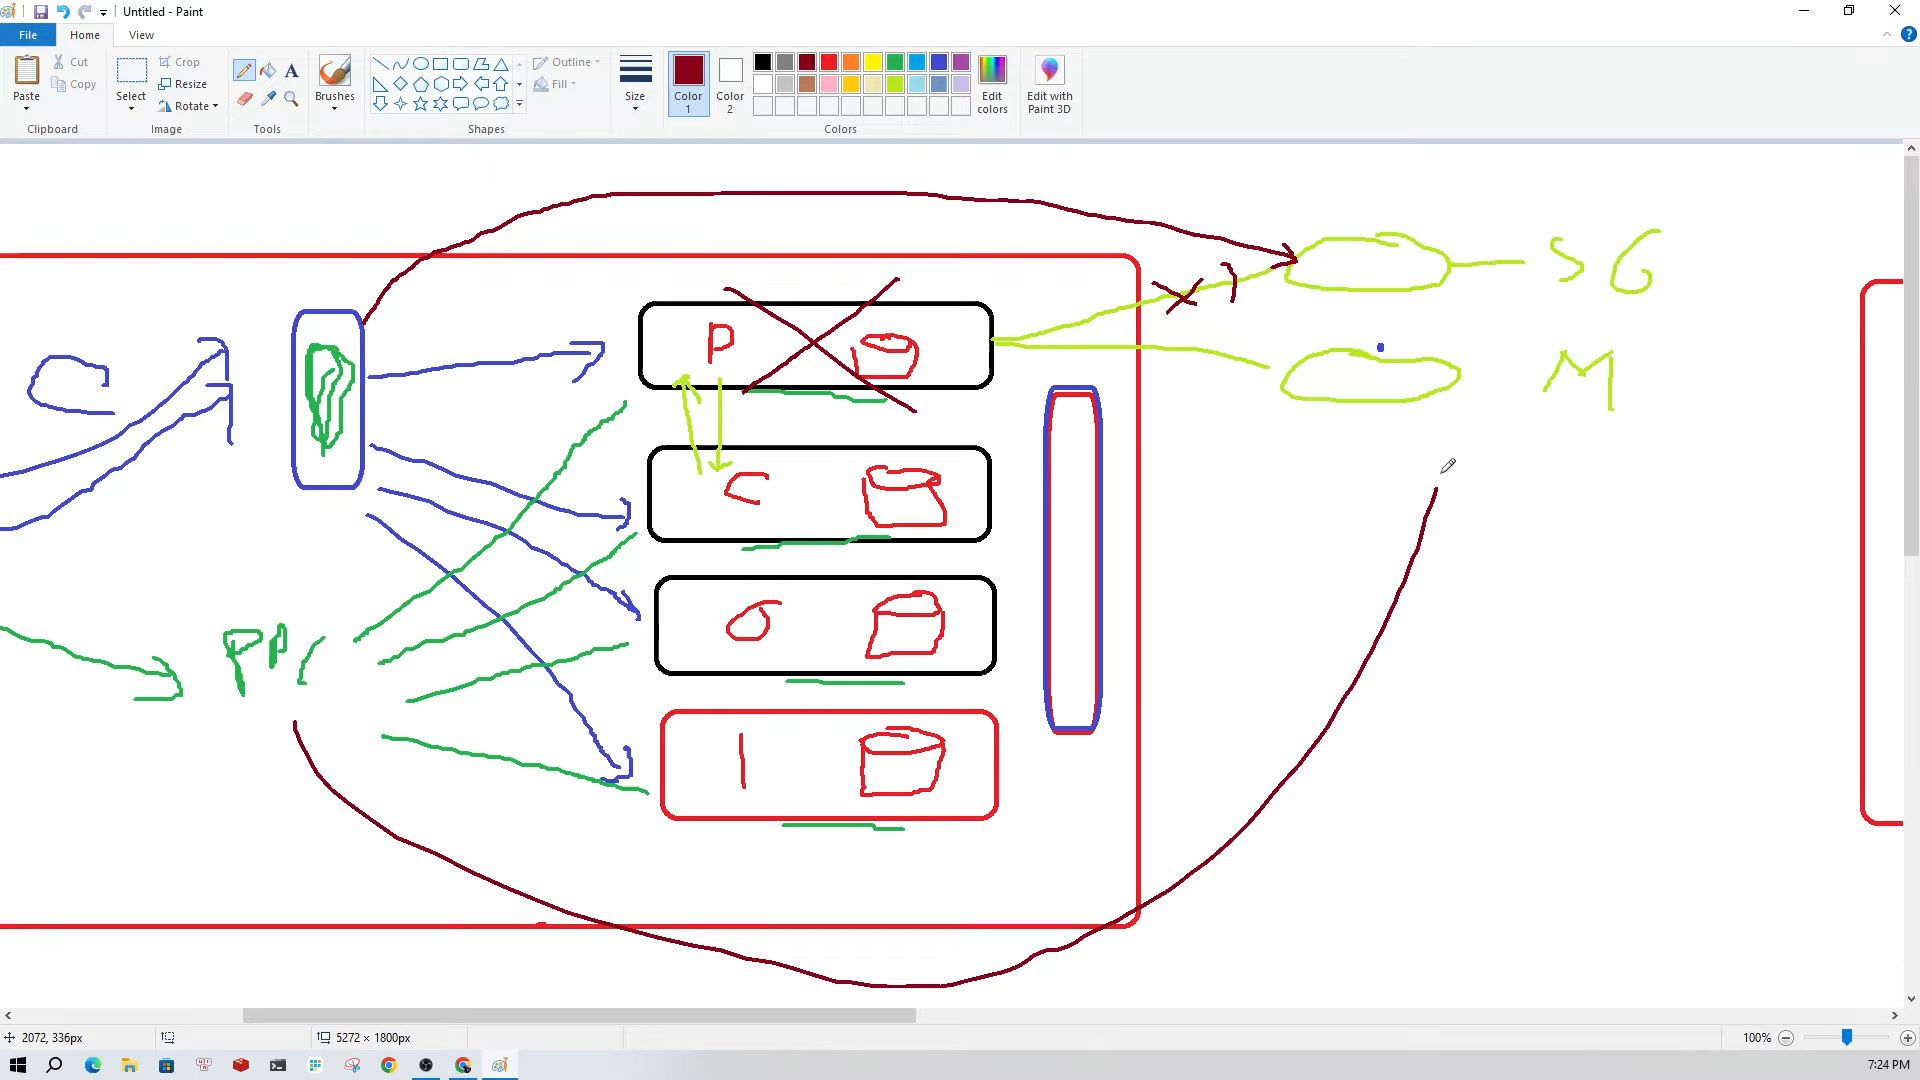 Untitled - Paint
File
Home
View
Paste
Cut
Copy
Clipboard
Select
Crop
Resize
Rotate
Image
A
Tools
Brushes
Outline
Fill
Shapes
Size
Color 1
Color 2
Colors
Edit colors
Edit with Paint 3D
S G
C
P
M
C
O
PP
I
2072, 336px
5272 × 1800px
100%
7:24 PM